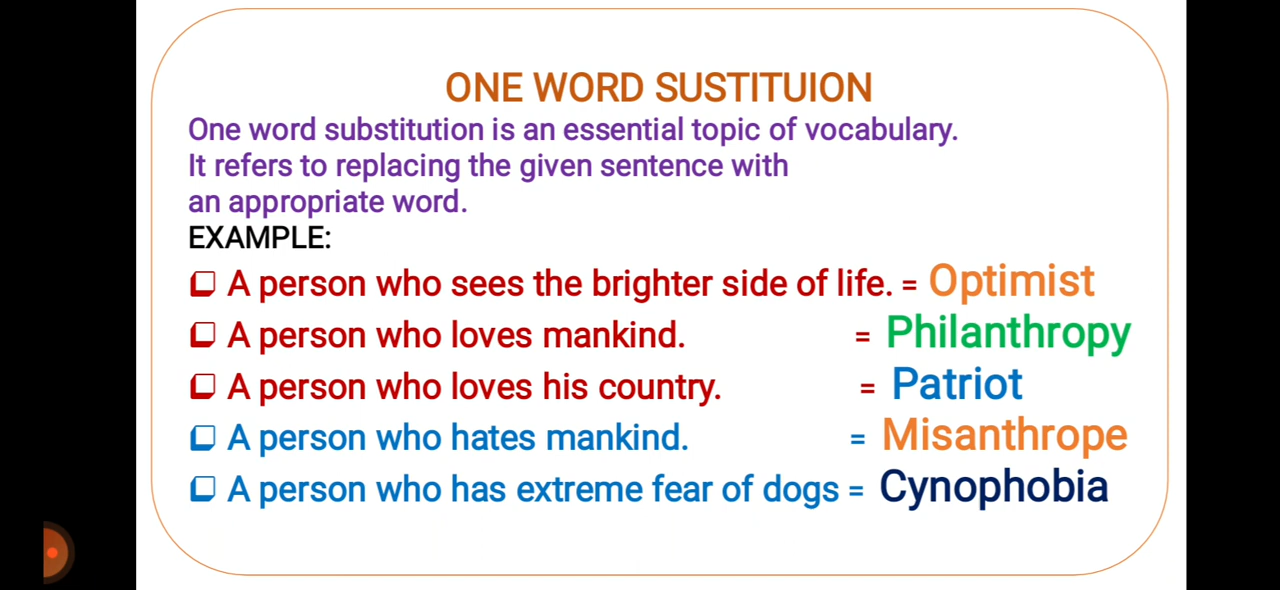 ONE WORD SUSTITUION
One word substitution is an essential topic of vocabulary.
It refers to replacing the given sentence with
an appropriate word.
EXAMPLE:
❑ A person who sees the brighter side of life. = Optimist
❑ A person who loves mankind. = Philanthropy
❑ A person who loves his country. = Patriot
❑ A person who hates mankind. = Misanthrope
❑ A person who has extreme fear of dogs = Cynophobia